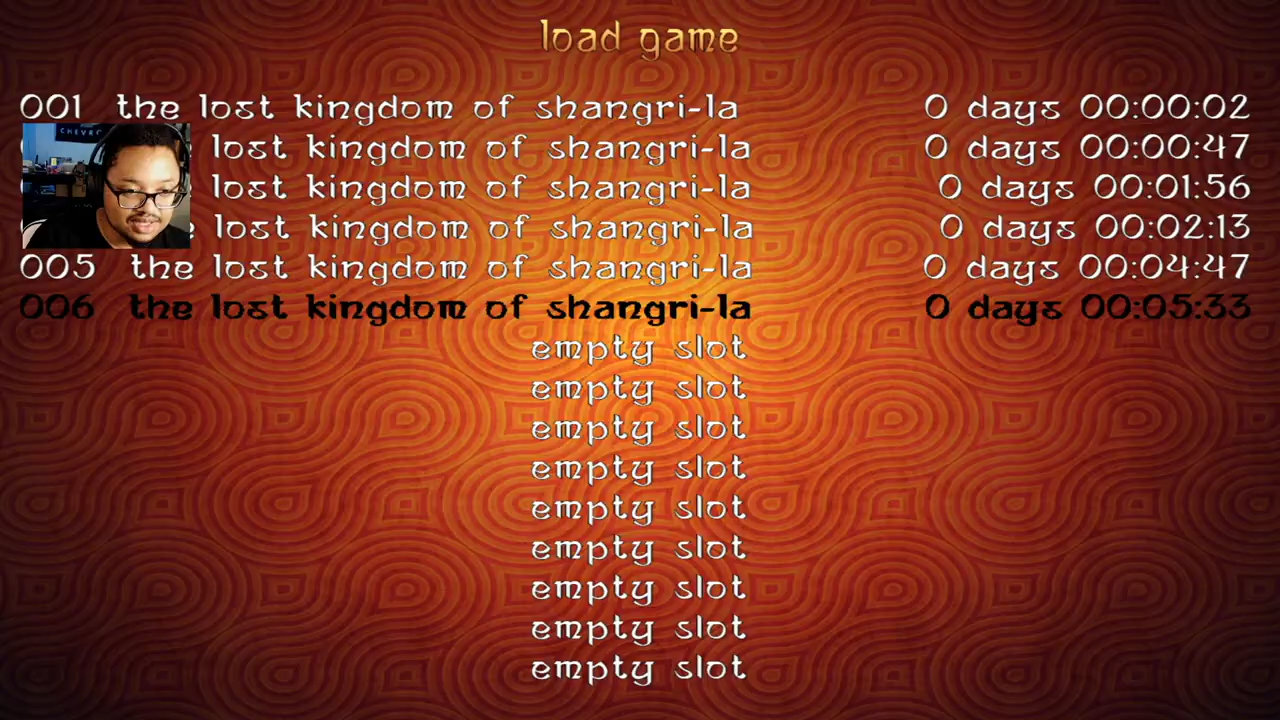 load game
001 the lost kingdom of shangri-la 0 days 00:00:02
CHEVRO
lost kingdom of shangri-la 0 days 00:00:47
lost kingdom of shangri-la 0 days 00:01:56
lost kingdom of shangri-la 0 days 00:02:13
005 the lost kingdom of shangri-la 0 days 00:04:47
006 the lost kingdom of shangri-la 0 days 00:05:33
empty slot
empty slot
empty slot
empty slot
empty slot
empty slot
empty slot
empty slot
empty slot